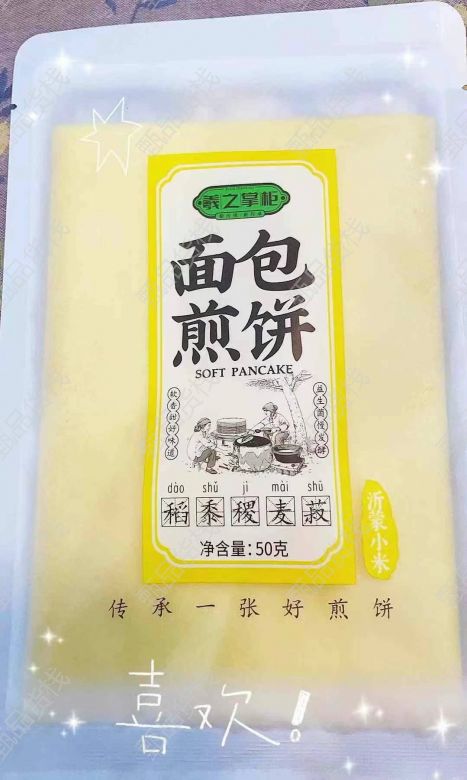 羲之掌柜
面包
煎饼
SOFT PANCAKE
软香甜好味道
益生菌慢发酵
dào shǔ jì mài shū
稻黍稷麦菽
净含量:50克
沂蒙小米
传承一张好煎饼
喜欢!